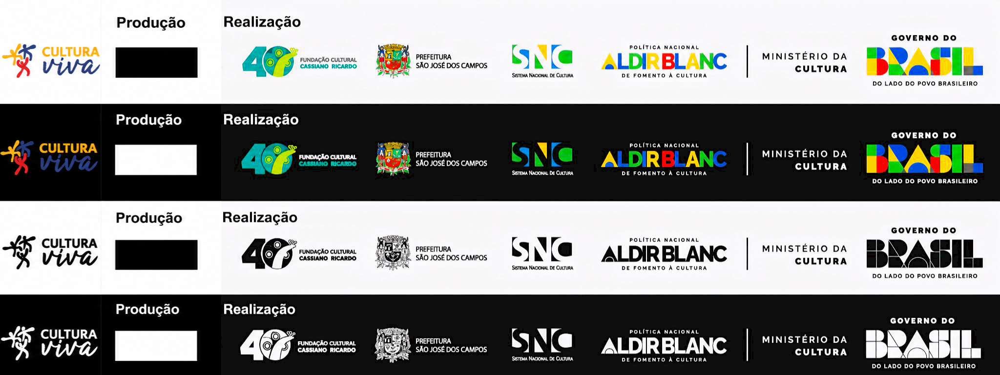 Produção
Realização
CULTURA
viva
40
FUNDAÇÃO CULTURAL
CASSIANO RICARDO
PREFEITURA
SÃO JOSÉ DOS CAMPOS
SNC
SISTEMA NACIONAL DE CULTURA
POLÍTICA NACIONAL
ALDIR BLANC
DE FOMENTO À CULTURA
MINISTÉRIO DA
CULTURA
GOVERNO DO
BRASIL
DO LADO DO POVO BRASILEIRO
Produção
Realização
CULTURA
viva
40
FUNDAÇÃO CULTURAL
CASSIANO RICARDO
PREFEITURA
SÃO JOSÉ DOS CAMPOS
SNC
SISTEMA NACIONAL DE CULTURA
POLÍTICA NACIONAL
ALDIR BLANC
DE FOMENTO À CULTURA
MINISTÉRIO DA
CULTURA
GOVERNO DO
BRASIL
DO LADO DO POVO BRASILEIRO
Produção
Realização
CULTURA
viva
40
FUNDAÇÃO CULTURAL
CASSIANO RICARDO
PREFEITURA
SÃO JOSÉ DOS CAMPOS
SNC
SISTEMA NACIONAL DE CULTURA
POLÍTICA NACIONAL
ALDIR BLANC
DE FOMENTO À CULTURA
MINISTÉRIO DA
CULTURA
GOVERNO DO
BRASIL
DO LADO DO POVO BRASILEIRO
Produção
Realização
CULTURA
viva
40
FUNDAÇÃO CULTURAL
CASSIANO RICARDO
PREFEITURA
SÃO JOSÉ DOS CAMPOS
SNC
SISTEMA NACIONAL DE CULTURA
POLÍTICA NACIONAL
ALDIR BLANC
DE FOMENTO À CULTURA
MINISTÉRIO DA
CULTURA
GOVERNO DO
BRASIL
DO LADO DO POVO BRASILEIRO